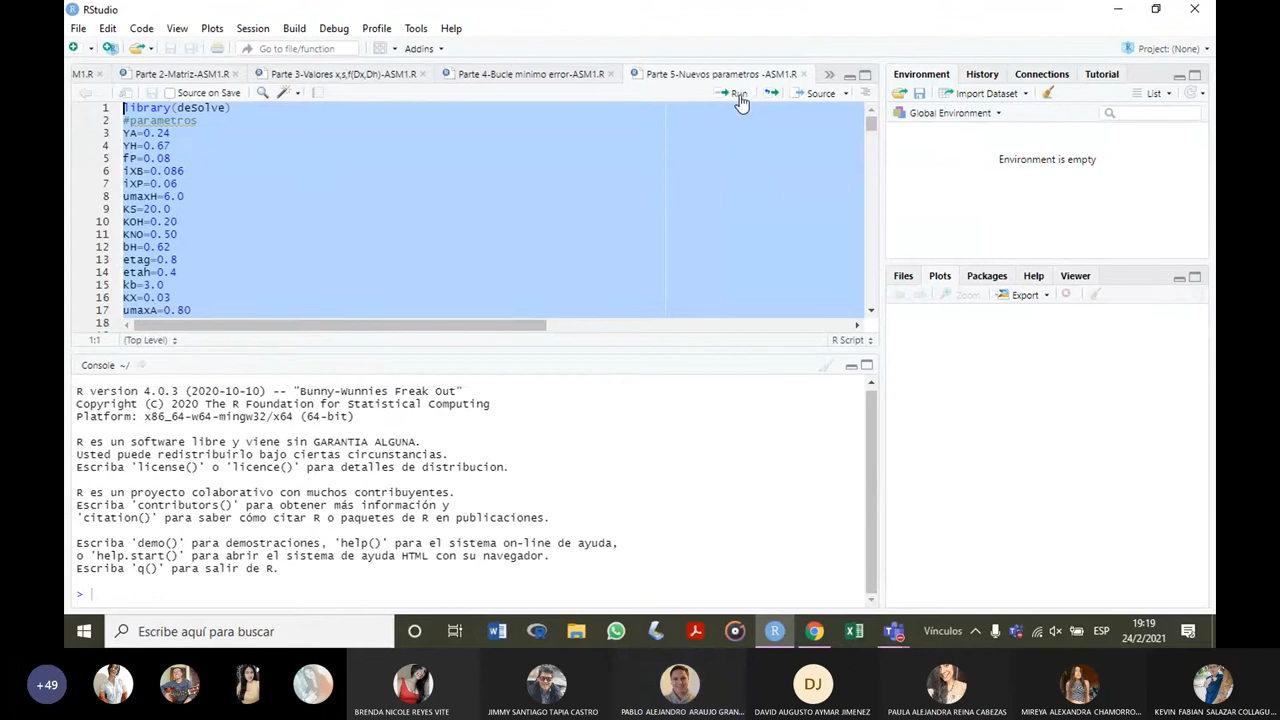 RStudio
File Edit Code View Plots Session Build Debug Profile Tools Help
Go to file/function Addins Project: (None)
M1.R Parte 2-Matriz-ASM1.R Parte 3-Valores x,s,f(Dx,Dh)-ASM1.R Parte 4-Bucle minimo error-ASM1.R Parte 5-Nuevos parametros -ASM1.R
Source on Save Run Source
1 library(deSolve)
2 #parametros
3 YA=0.24
4 YH=0.67
5 fP=0.08
6 iXB=0.086
7 iXP=0.06
8 umaxH=6.0
9 KS=20.0
10 KOH=0.20
11 KNO=0.50
12 bH=0.62
13 etag=0.8
14 etah=0.4
15 kb=3.0
16 KX=0.03
17 umaxA=0.80
18
1:1 (Top Level) R Script
Console ~/
R version 4.0.3 (2020-10-10) -- "Bunny-Wunnies Freak Out"
Copyright (C) 2020 The R Foundation for Statistical Computing
Platform: x86_64-w64-mingw32/x64 (64-bit)
R es un software libre y viene sin GARANTIA ALGUNA.
Usted puede redistribuirlo bajo ciertas circunstancias.
Escriba 'license()' o 'licence()' para detalles de distribucion.
R es un proyecto colaborativo con muchos contribuyentes.
Escriba 'contributors()' para obtener más información y
'citation()' para saber cómo citar R o paquetes de R en publicaciones.
Escriba 'demo()' para demostraciones, 'help()' para el sistema on-line de ayuda,
o 'help.start()' para abrir el sistema de ayuda HTML con su navegador.
Escriba 'q()' para salir de R.
>
Environment History Connections Tutorial
Import Dataset List
Global Environment
Environment is empty
Files Plots Packages Help Viewer
Zoom Export
Escribe aquí para buscar
Vínculos ESP
19:19
24/2/2021
+49
BRENDA NICOLE REYES VITE
JIMMY SANTIAGO TAPIA CASTRO
PABLO ALEJANDRO ARAUJO GRAN...
DJ
DAVID AUGUSTO AYMAR JIMENEZ
PAULA ALEJANDRA REINA CABEZAS
MIREYA ALEXANDRA CHAMORRO...
KEVIN FABIAN SALAZAR COLLAGU...